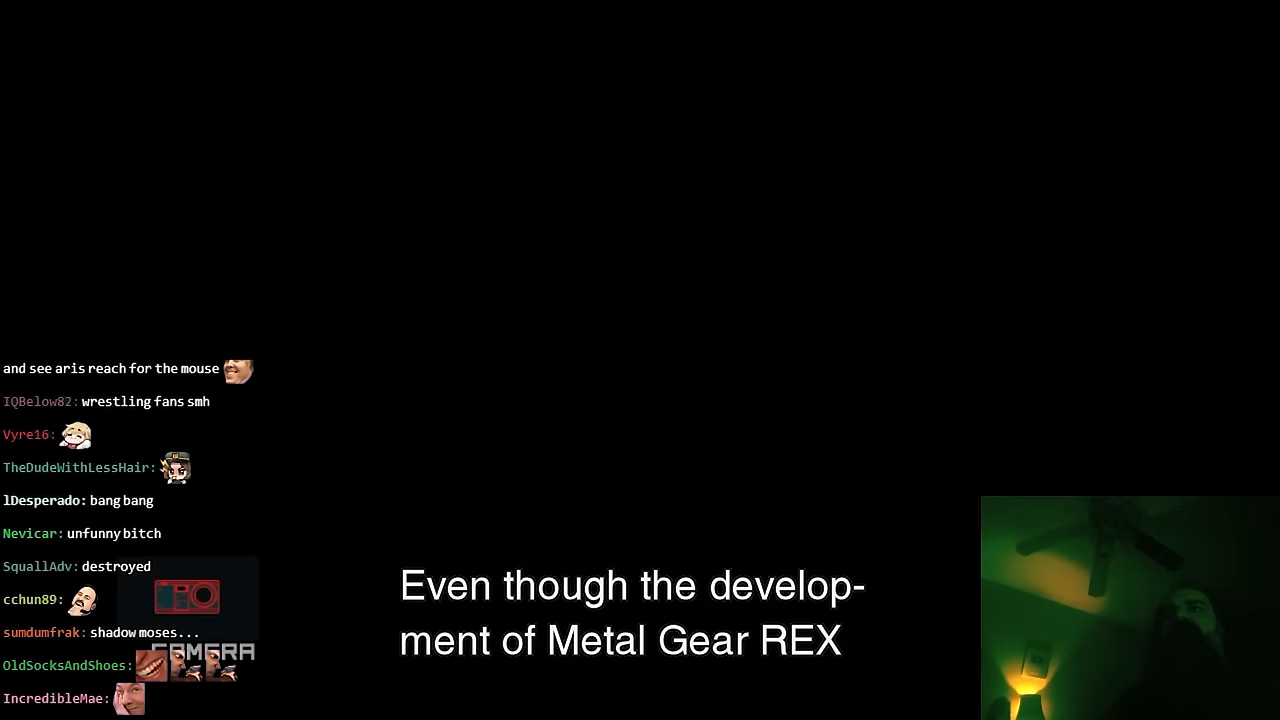 and see aris reach for the mouse
IQBelow82: wrestling fans smh
Vyre16:
TheDudeWithLessHair:
lDesperado: bang bang
Nevicar: unfunny bitch
SquallAdv: destroyed
cchun89:
sumdumfrak: shadow moses...
CAMERA
OldSocksAndShoes:
IncredibleMae:
Even though the develop-
ment of Metal Gear REX